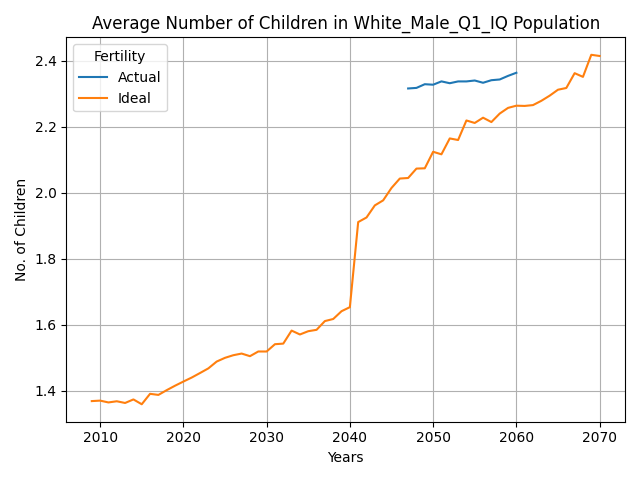 Average Number of Children in White_Male_Q1_IQ Population
Fertility
Actual
Ideal
No. of Children
2.4
2.2
2.0
1.8
1.6
1.4
2010 2020 2030 2040 2050 2060 2070
Years